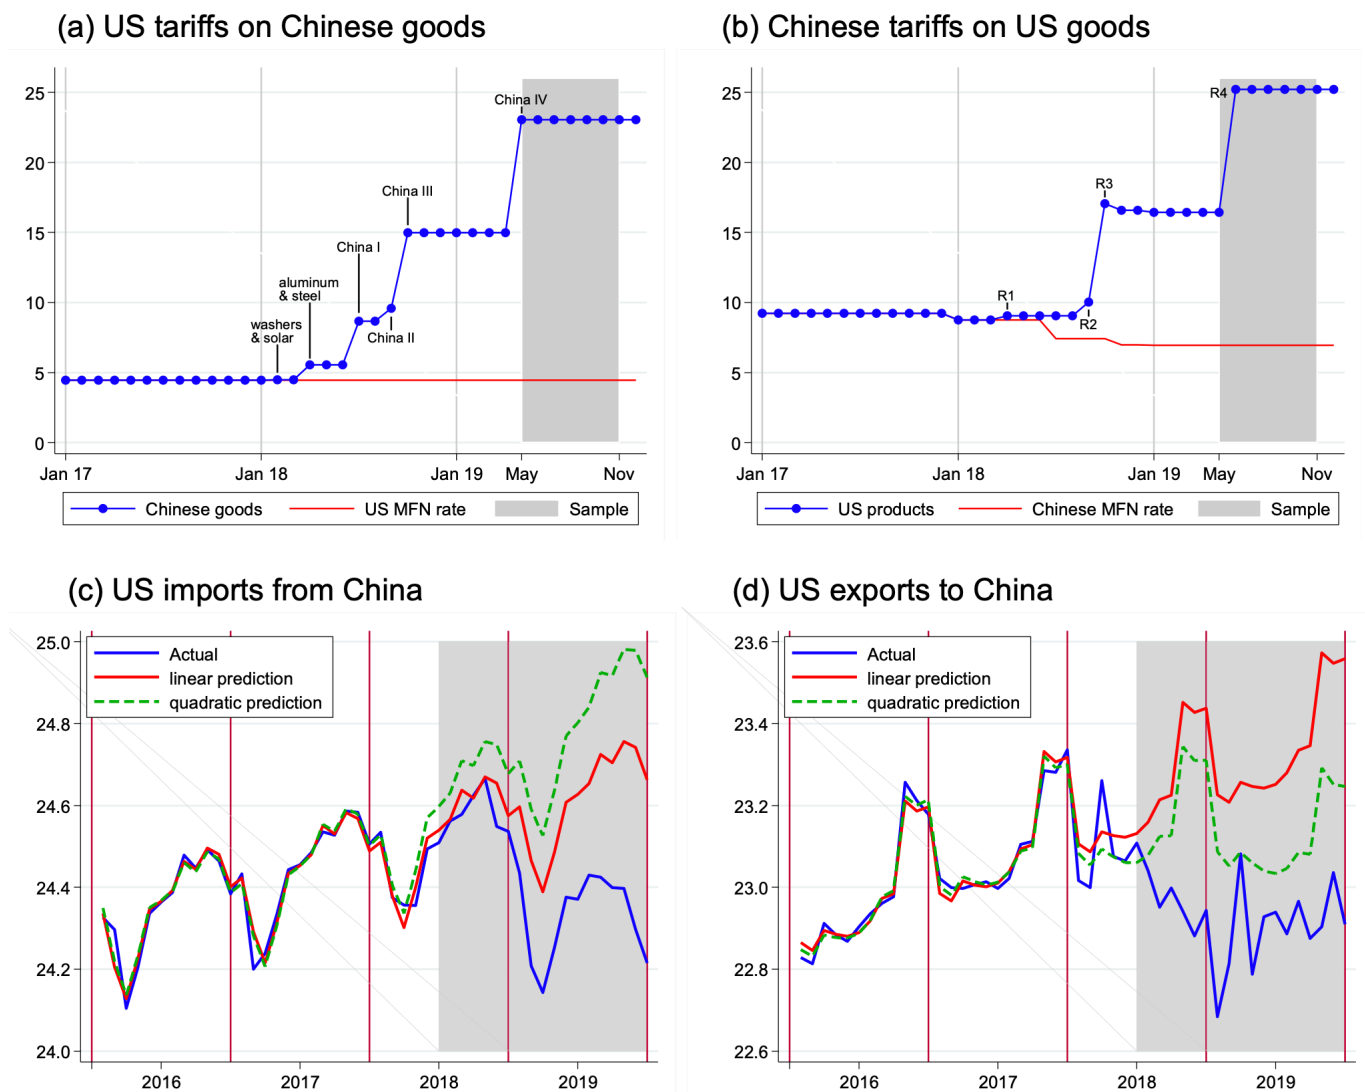 (a) US tariffs on Chinese goods
25
20
15
10
5
0
China IV
China III
China I
aluminum
& steel
washers
& solar
China II
Jan 17
Jan 18
Jan 19
May
Nov
Chinese goods
US MFN rate
Sample
(b) Chinese tariffs on US goods
25
20
15
10
5
0
R4
R3
R1
R2
Jan 17
Jan 18
Jan 19
May
Nov
US products
Chinese MFN rate
Sample
(c) US imports from China
25.0
24.8
24.6
24.4
24.2
24.0
Actual
linear prediction
quadratic prediction
2016
2017
2018
2019
(d) US exports to China
23.6
23.4
23.2
23.0
22.8
22.6
Actual
linear prediction
quadratic prediction
2016
2017
2018
2019